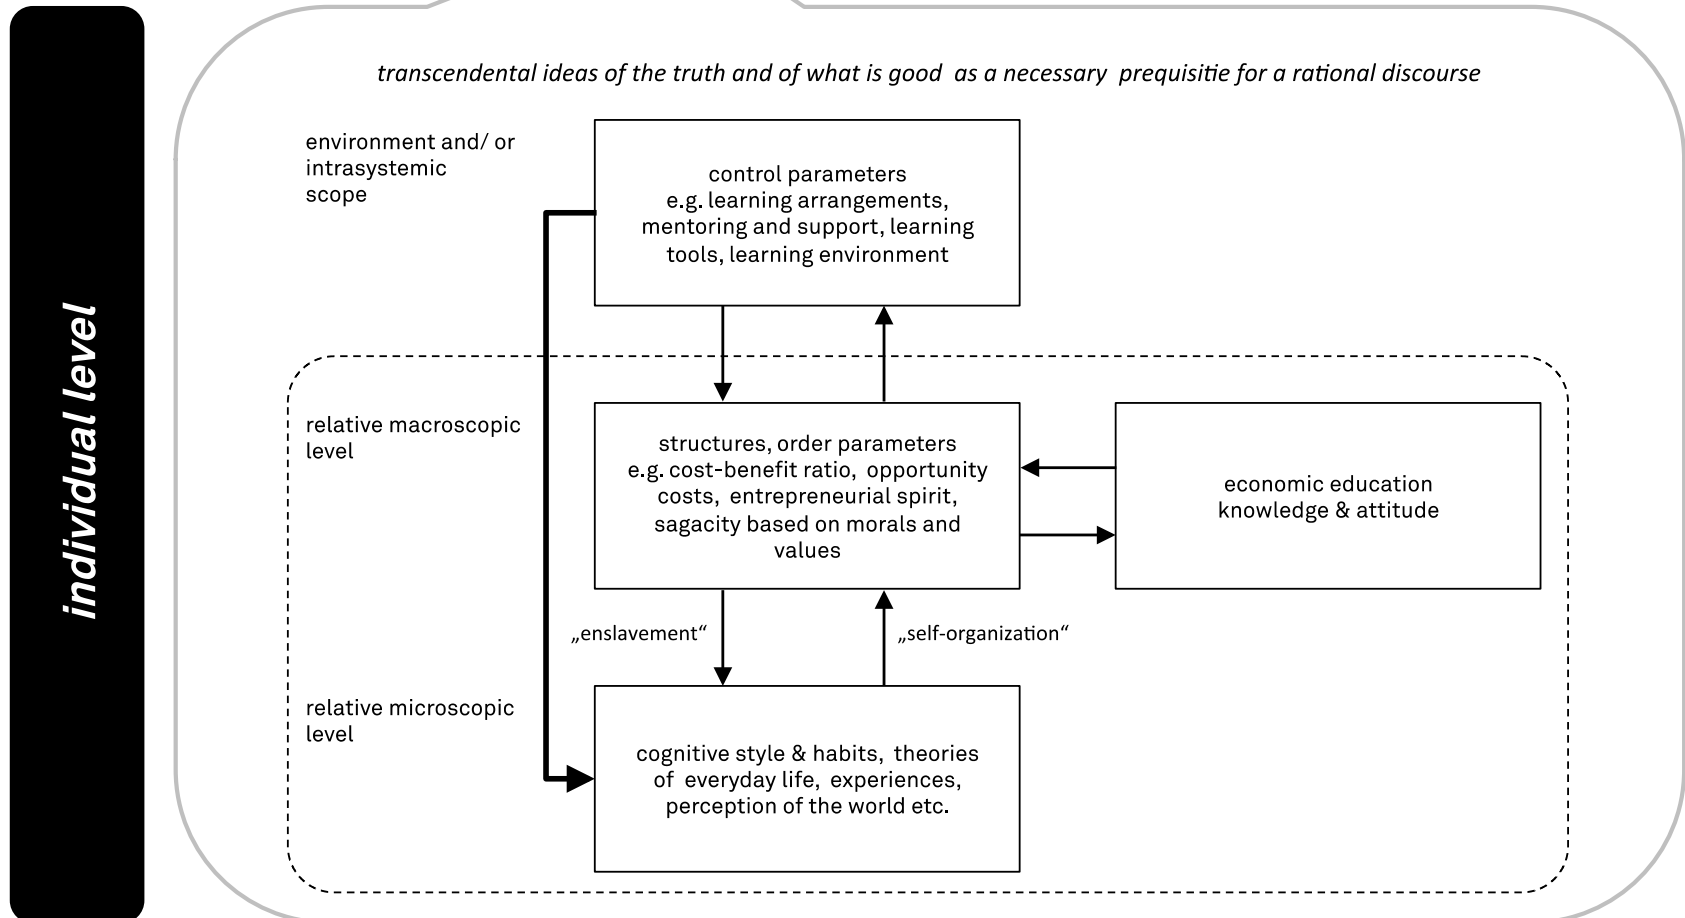 individual level
transcendental ideas of the truth and of what is good as a necessary prequisitie for a rational discourse
environment and/ or
intrasystemic
scope
control parameters
e.g. learning arrangements,
mentoring and support, learning
tools, learning environment
relative macroscopic
level
structures, order parameters
e.g. cost-benefit ratio, opportunity
costs, entrepreneurial spirit,
sagacity based on morals and
values
economic education
knowledge & attitude
„enslavement“
„self-organization“
relative microscopic
level
cognitive style & habits, theories
of everyday life, experiences,
perception of the world etc.